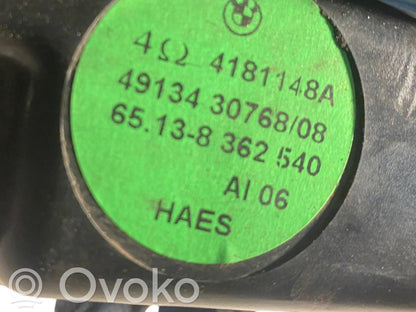 4Ω 4181148A
49134 30768/08
65.13-8 362 540
AI 06
HAES
Ovoko